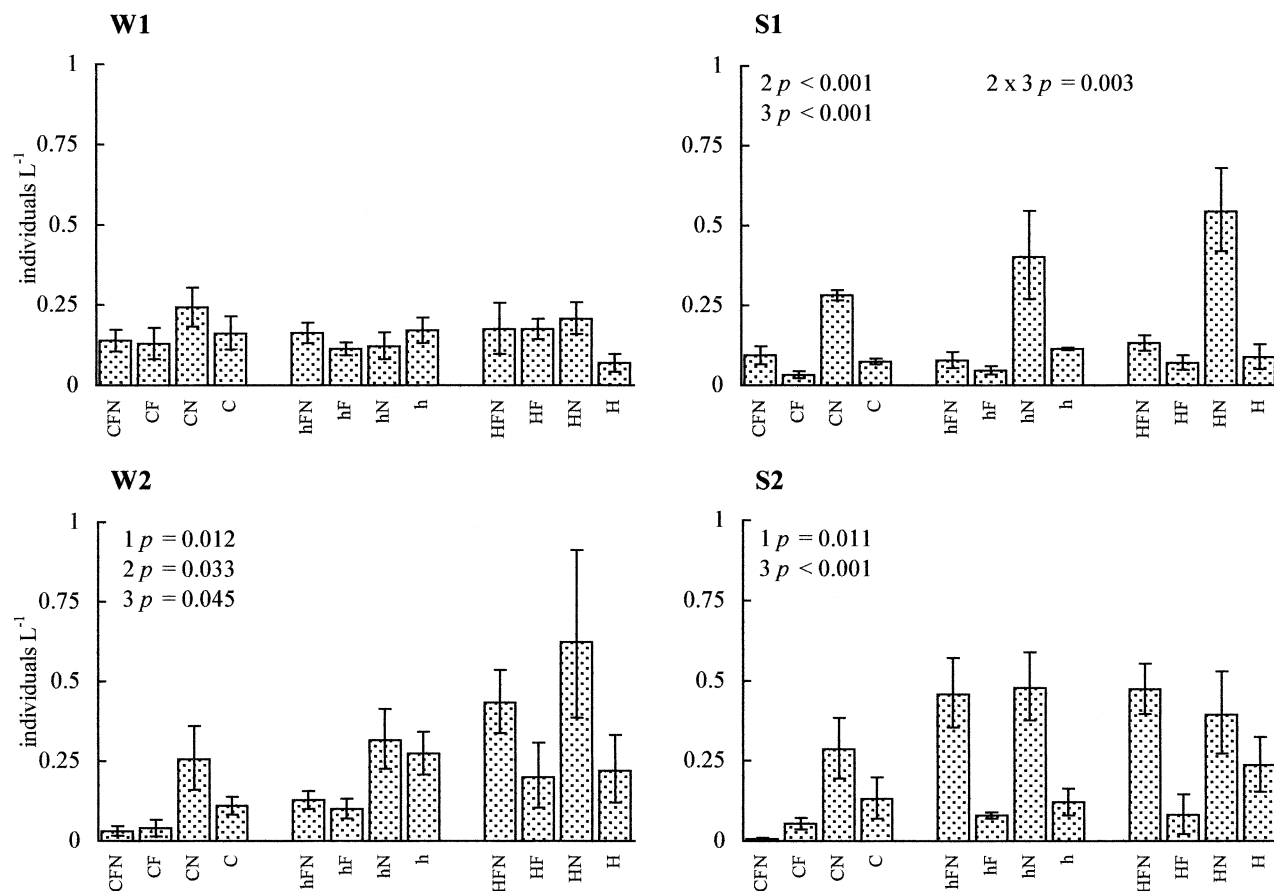 W1
1
0.75
0.5
0.25
0
individuals L⁻¹
CFN CF CN C hFN hF hN h HFN HF HN H
S1
1
0.75
0.5
0.25
0
2 p < 0.001
3 p < 0.001
2 x 3 p = 0.003
CFN CF CN C hFN hF hN h HFN HF HN H
W2
1
0.75
0.5
0.25
0
individuals L⁻¹
1 p = 0.012
2 p = 0.033
3 p = 0.045
CFN CF CN C hFN hF hN h HFN HF HN H
S2
1
0.75
0.5
0.25
0
1 p = 0.011
3 p < 0.001
CFN CF CN C hFN hF hN h HFN HF HN H